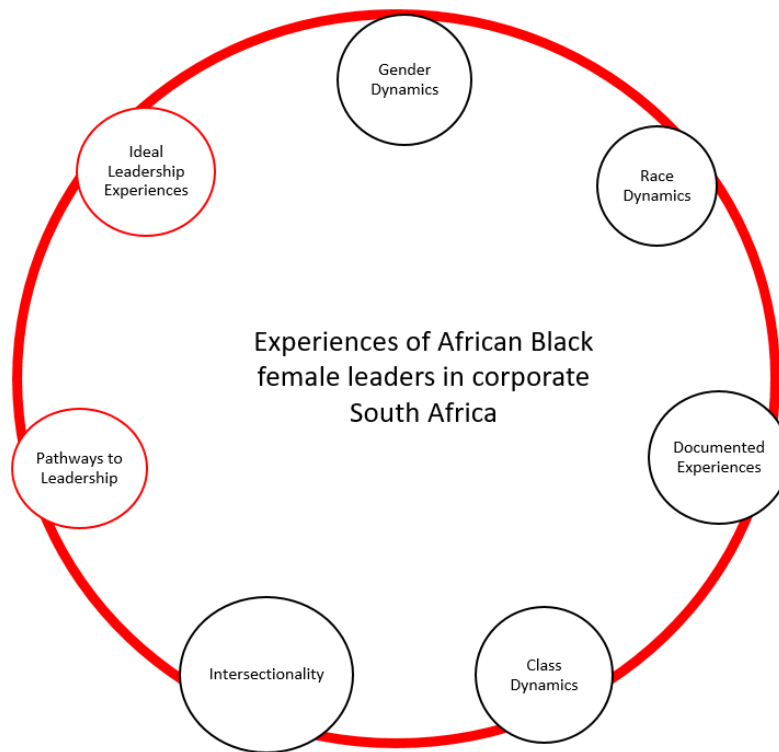 Gender
Dynamics
Ideal
Leadership
Experiences
Race
Dynamics
Experiences of African Black
female leaders in corporate
South Africa
Documented
Experiences
Pathways to
Leadership
Intersectionality
Class
Dynamics